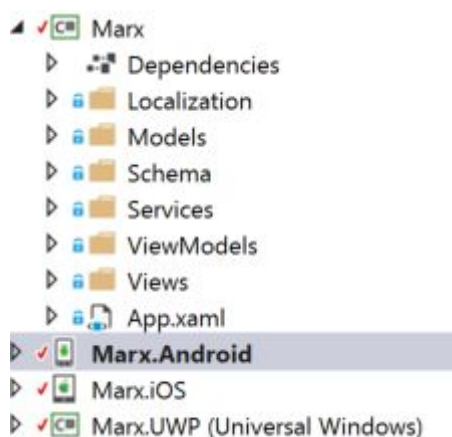 C# Marx
Dependencies
Localization
Models
Schema
Services
ViewModels
Views
App.xaml
Marx.Android
Marx.iOS
C# Marx.UWP (Universal Windows)